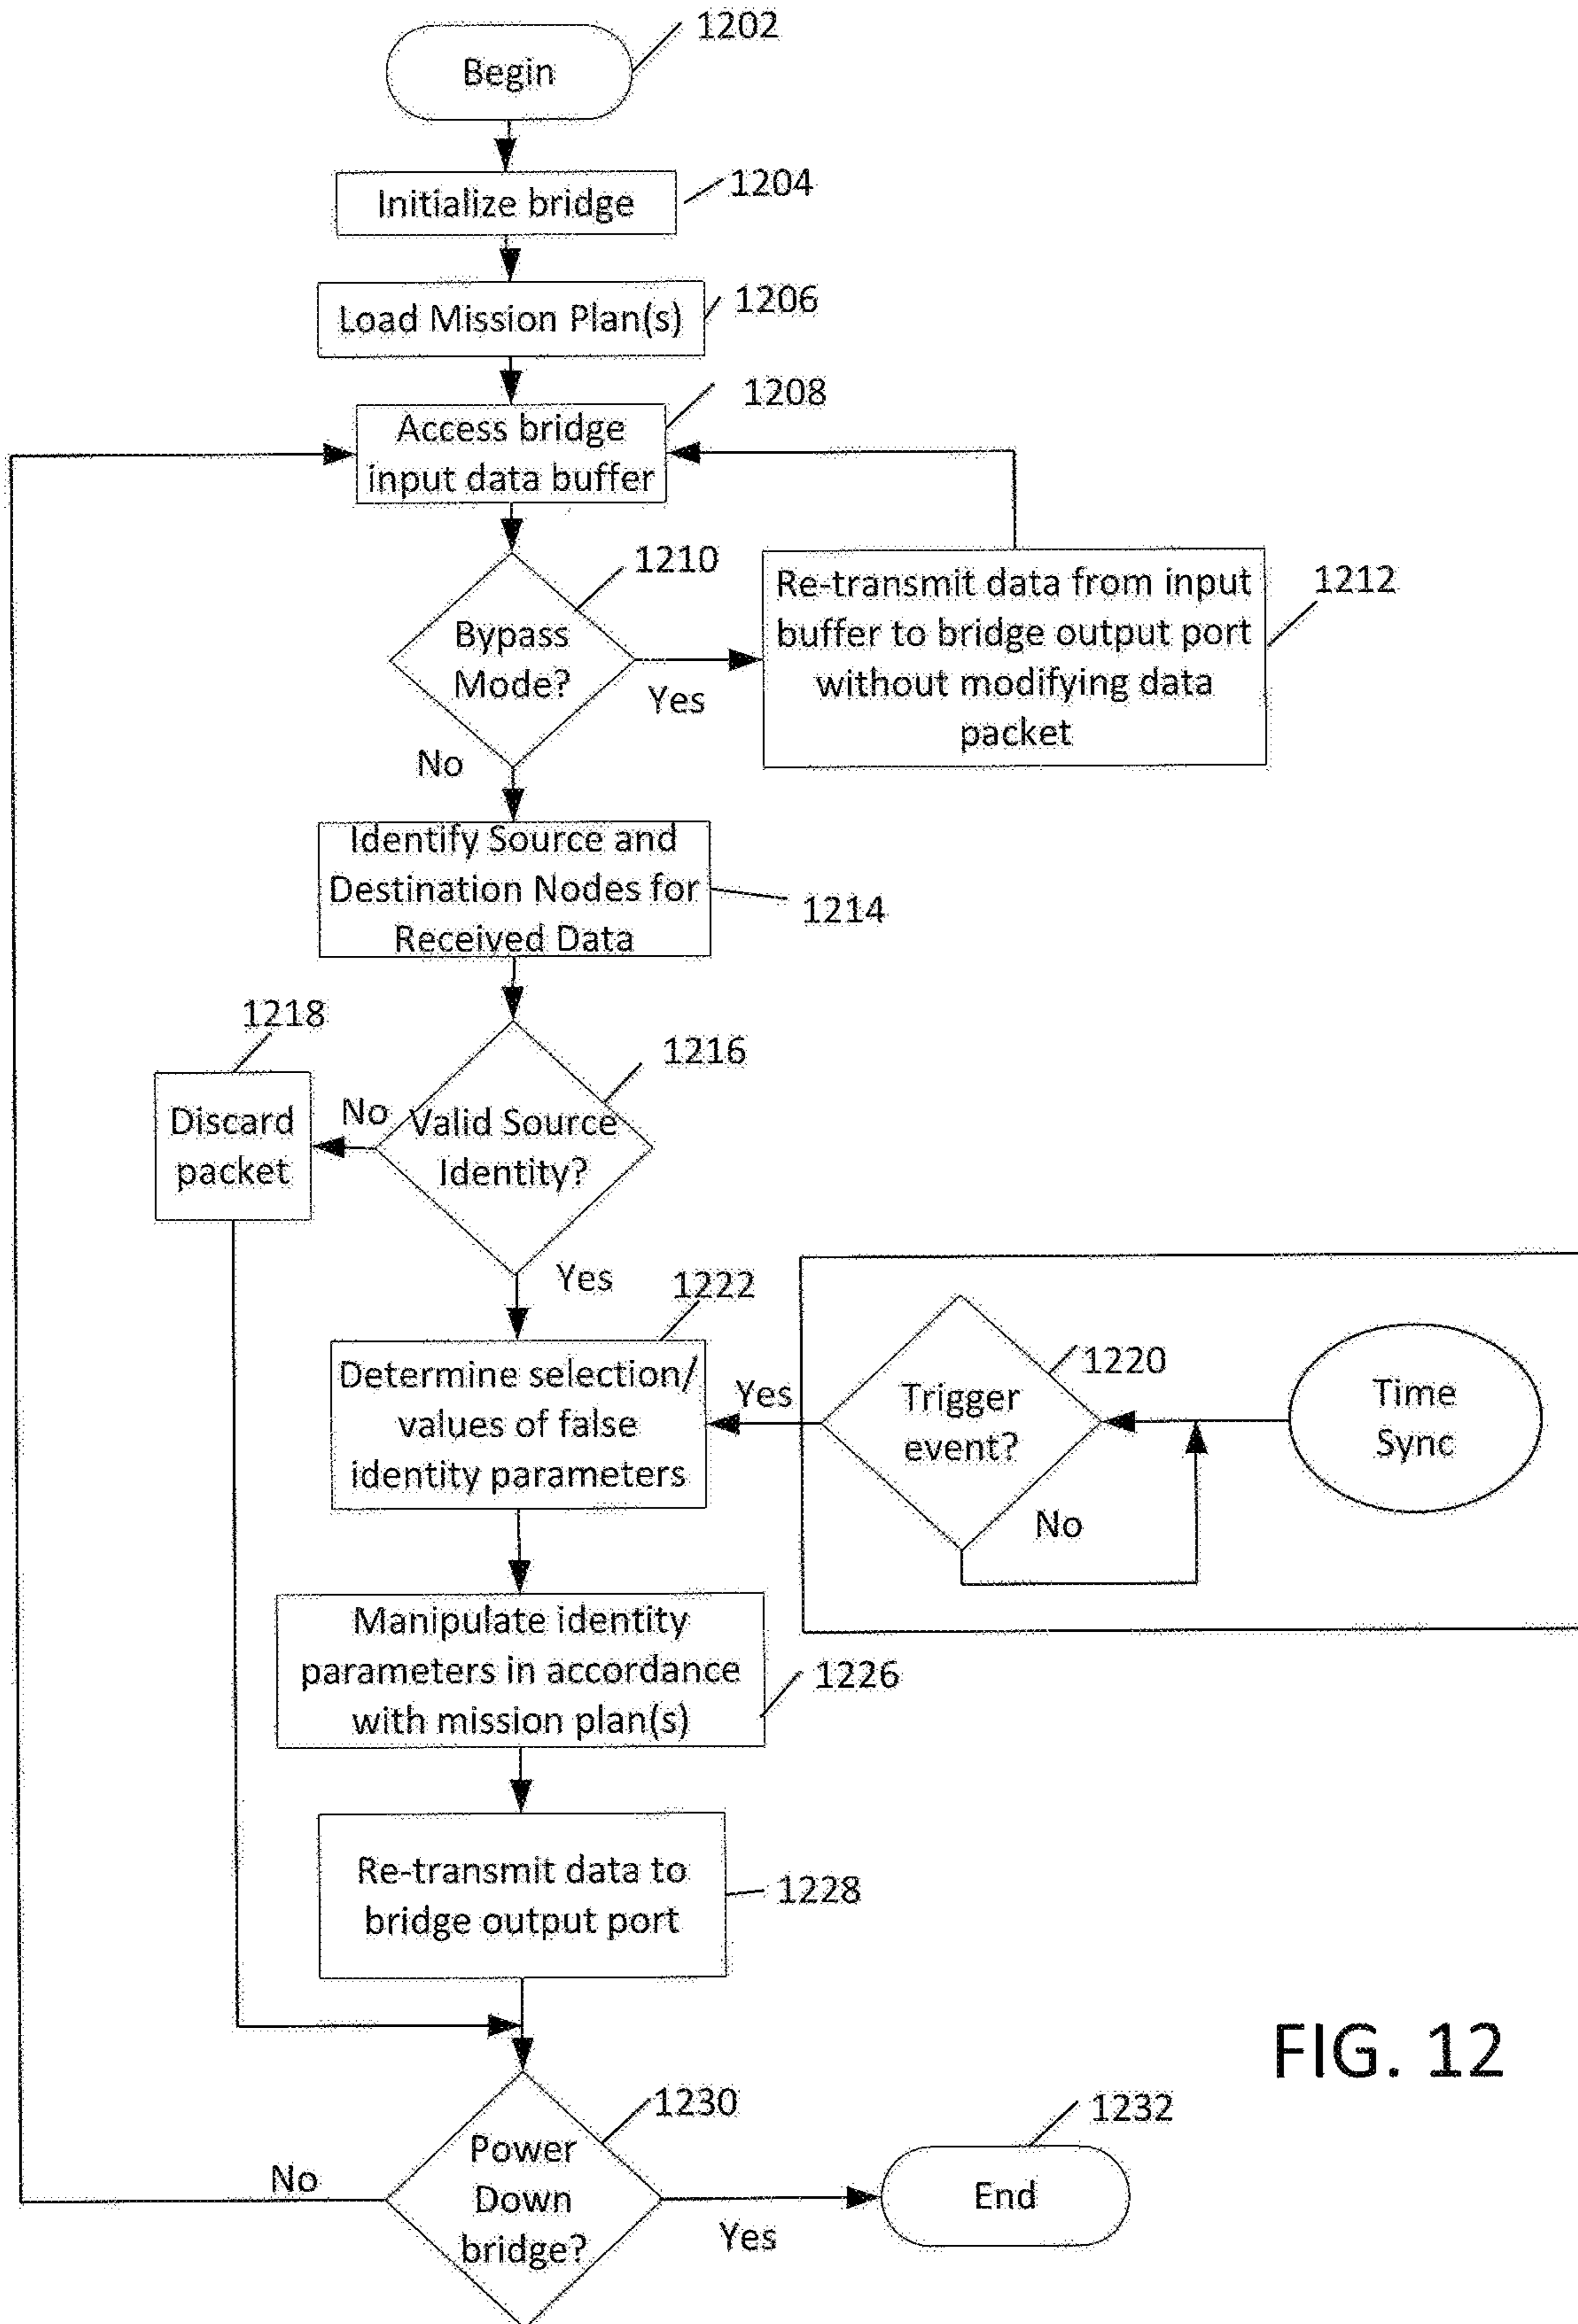 1202
Begin
1204
Initialize bridge
1206
Load Mission Plan(s)
1208
Access bridge
input data buffer
1210
Bypass
Mode?
Yes
No
Re-transmit data from input
buffer to bridge output port
without modifying data
packet
1212
Identify Source and
Destination Nodes for
Received Data
1214
1218
Discard
packet
No
1216
Valid Source
Identity?
Yes
1222
Determine selection/
values of false
identity parameters
Yes
1220
Trigger
event?
No
Time
Sync
Manipulate identity
parameters in accordance
with mission plan(s)
1226
Re-transmit data to
bridge output port
1228
FIG. 12
1230
Power
Down
bridge?
No
Yes
1232
End